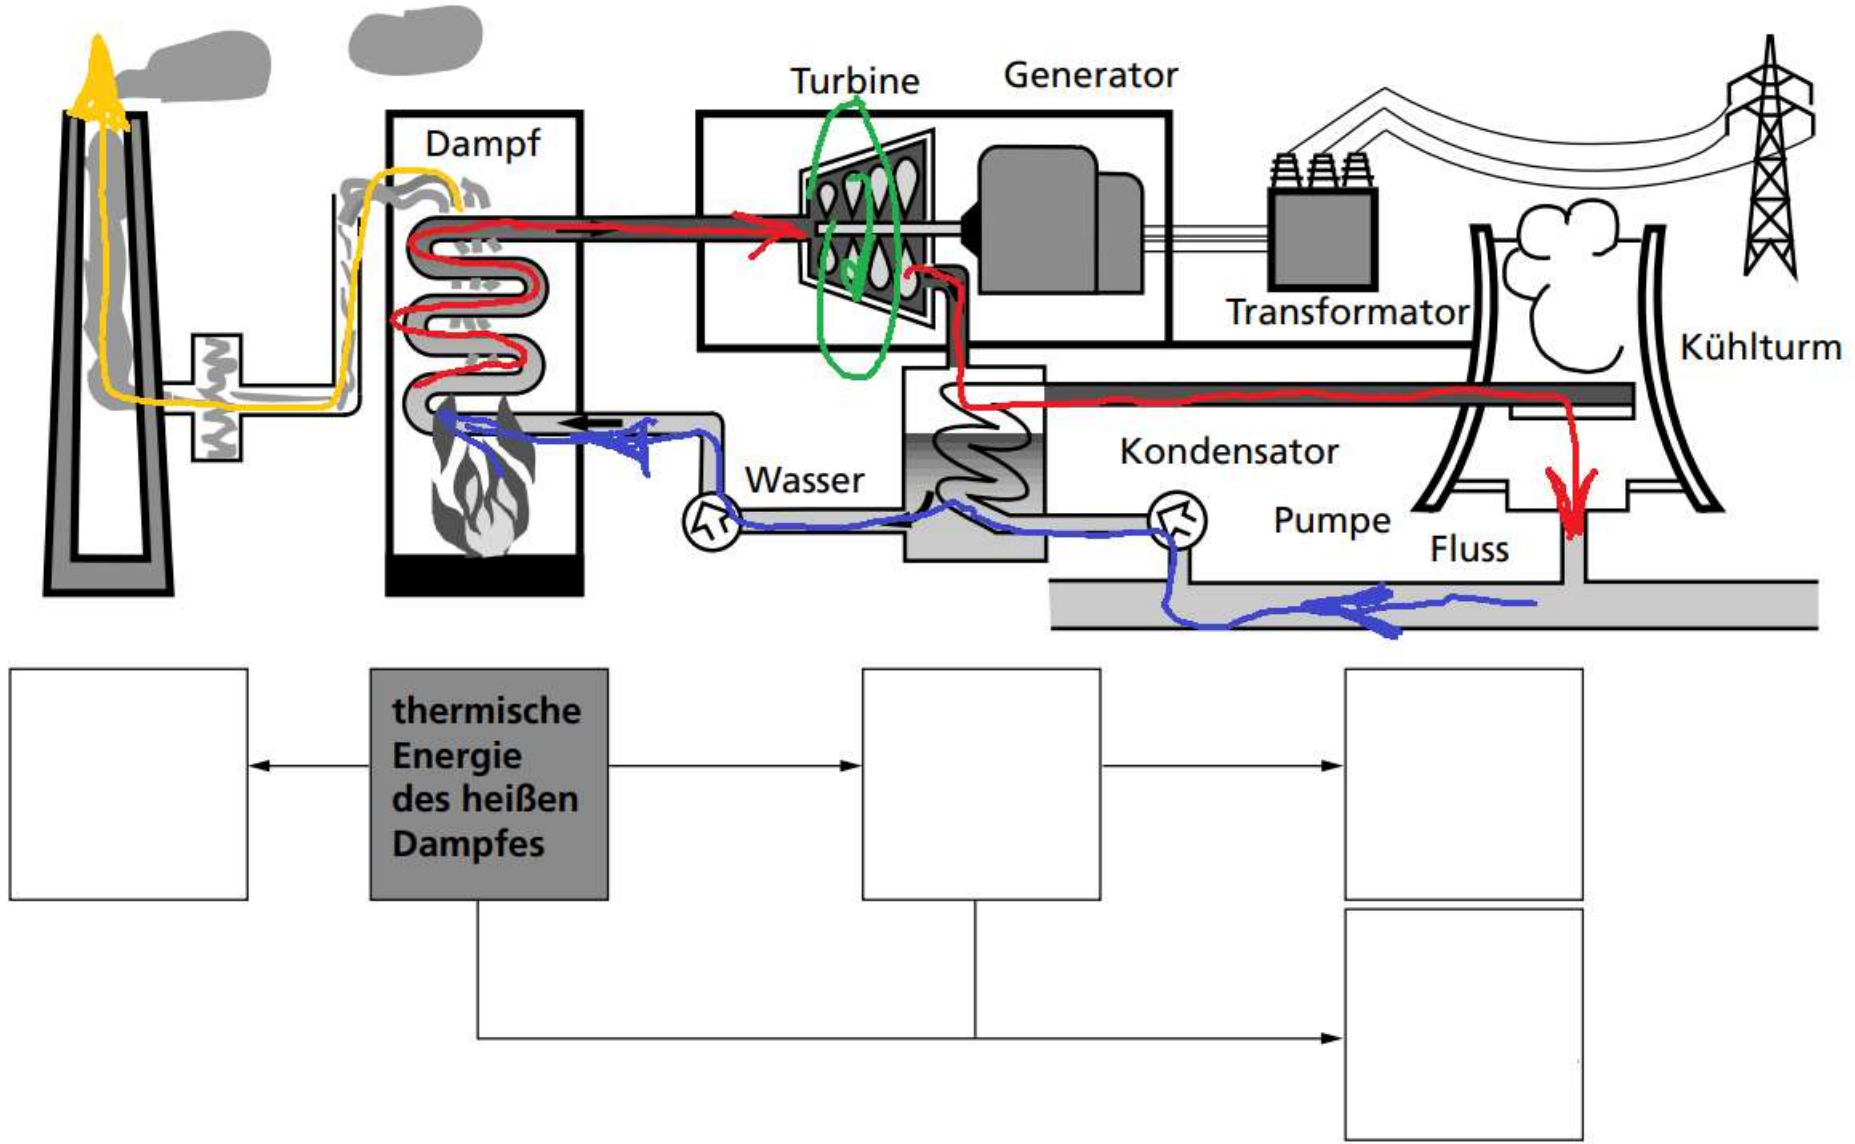 Turbine
Generator
Dampf
Transformator
Kühlturm
Kondensator
Wasser
Pumpe
Fluss
thermische
Energie
des heißen
Dampfes